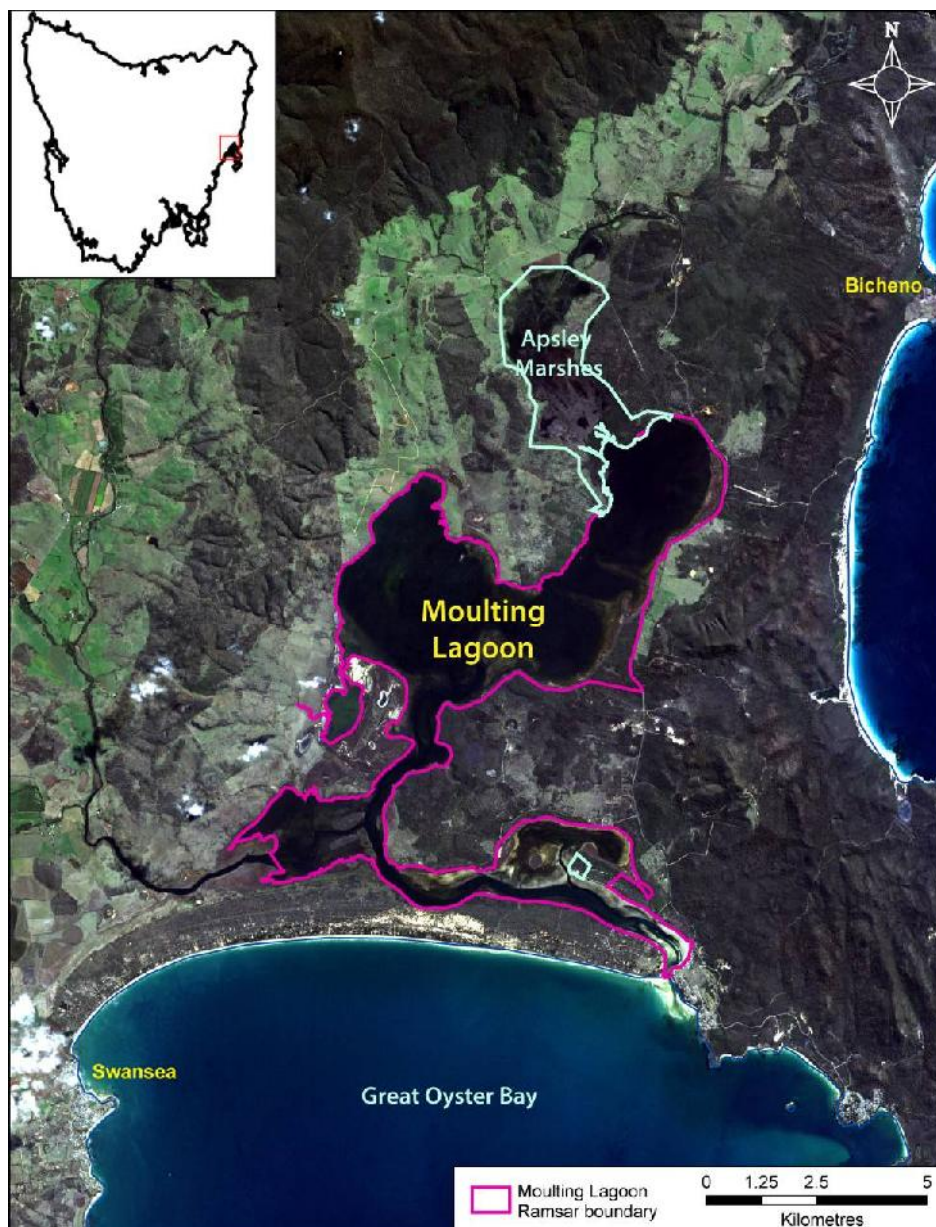 N
Bicheno
Apsley
Marshes
Moulting
Lagoon
Swansea
Great Oyster Bay
Moulting Lagoon
Ramsar boundary
0 1.25 2.5 5
Kilometres